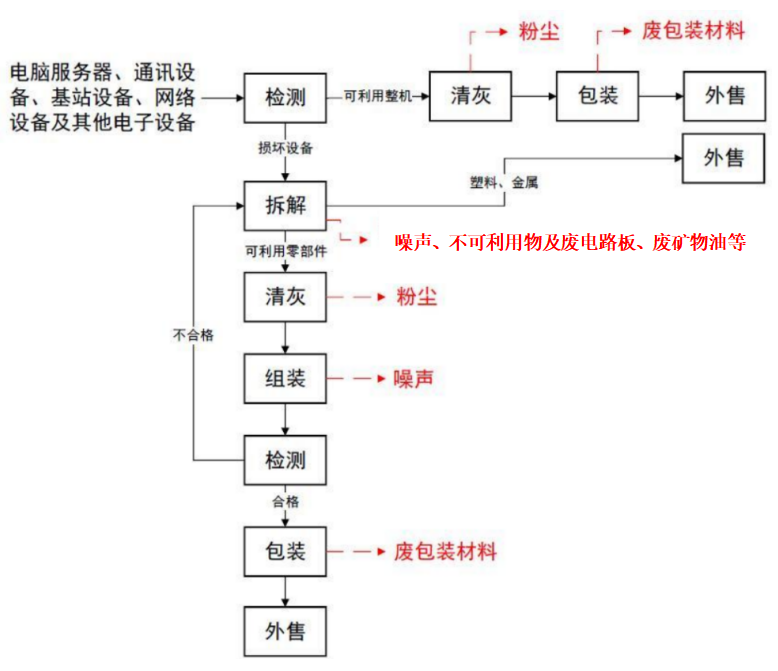 粉尘
废包装材料
电脑服务器、通讯设
备、基站设备、网络
设备及其他电子设备
检测
可利用整机
清灰
包装
外售
损坏设备
外售
塑料、金属
拆解
噪声、不可利用物及废电路板、废矿物油等
可利用零部件
清灰
粉尘
不合格
组装
噪声
检测
合格
包装
废包装材料
外售